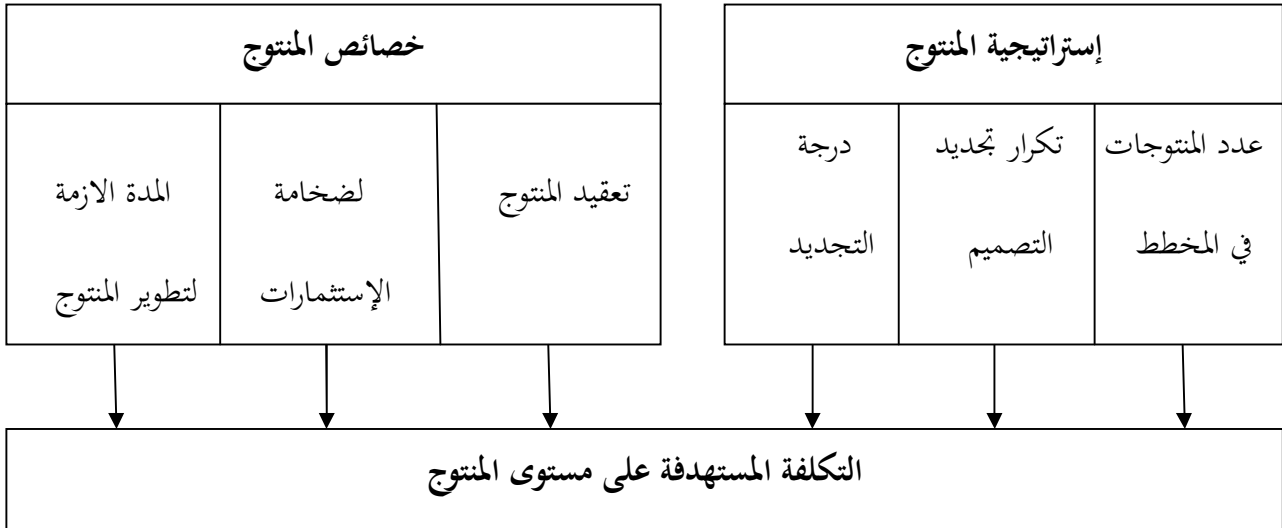 إستراتيجية المنتوج
عدد المنتوجات
في المخطط
تكرار تجديد
التصميم
درجة
التجديد
خصائص المنتوج
تعقيد المنتوج
لضخامة
الإستثمارات
المدة الازمة
لتطوير المنتوج
التكلفة المستهدفة على مستوى المنتوج